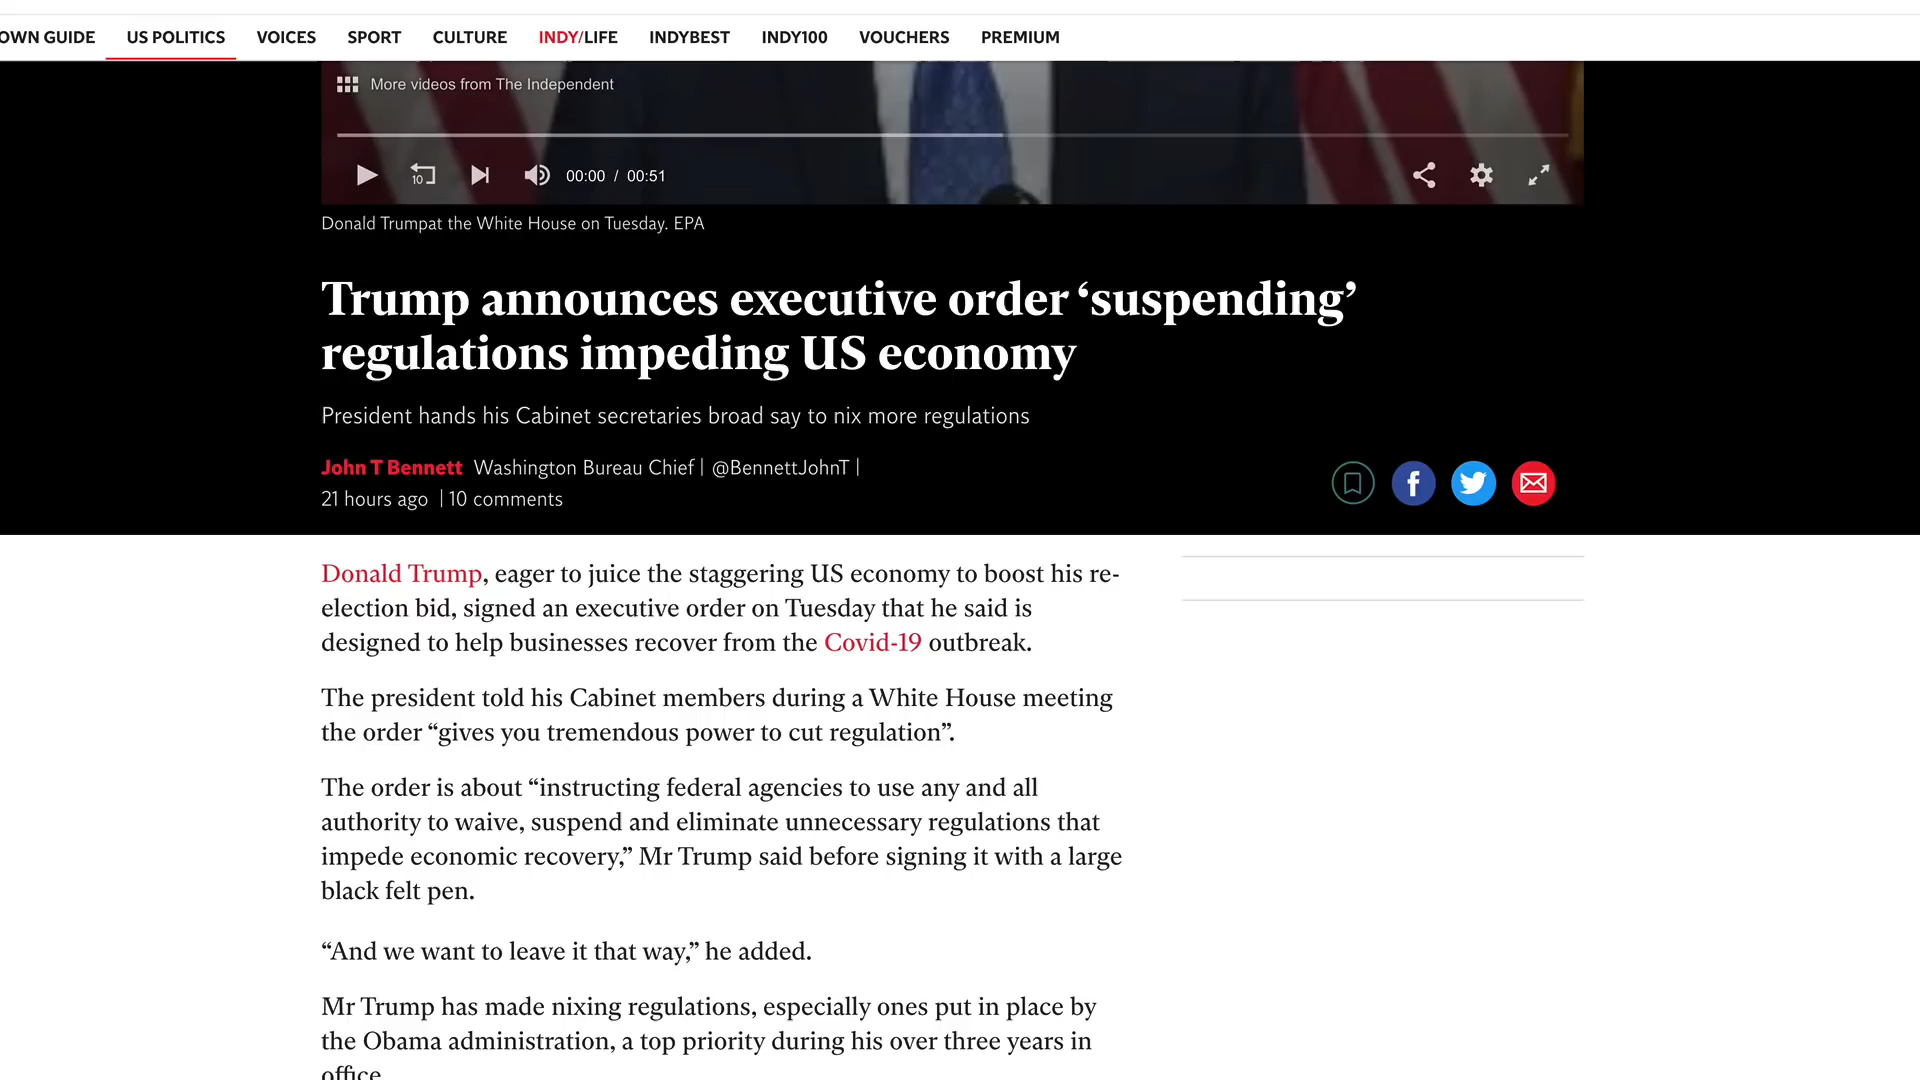 OWN GUIDE US POLITICS VOICES SPORT CULTURE INDY/LIFE INDYBEST INDY100 VOUCHERS PREMIUM
More videos from The Independent
10 00:00 / 00:51
Donald Trumpat the White House on Tuesday. EPA
Trump announces executive order ‘suspending’
regulations impeding US economy
President hands his Cabinet secretaries broad say to nix more regulations
John T Bennett Washington Bureau Chief | @BennettJohnT |
21 hours ago | 10 comments
Donald Trump, eager to juice the staggering US economy to boost his re-
election bid, signed an executive order on Tuesday that he said is
designed to help businesses recover from the Covid-19 outbreak.
The president told his Cabinet members during a White House meeting
the order “gives you tremendous power to cut regulation”.
The order is about “instructing federal agencies to use any and all
authority to waive, suspend and eliminate unnecessary regulations that
impede economic recovery,” Mr Trump said before signing it with a large
black felt pen.
“And we want to leave it that way,” he added.
Mr Trump has made nixing regulations, especially ones put in place by
the Obama administration, a top priority during his over three years in
office